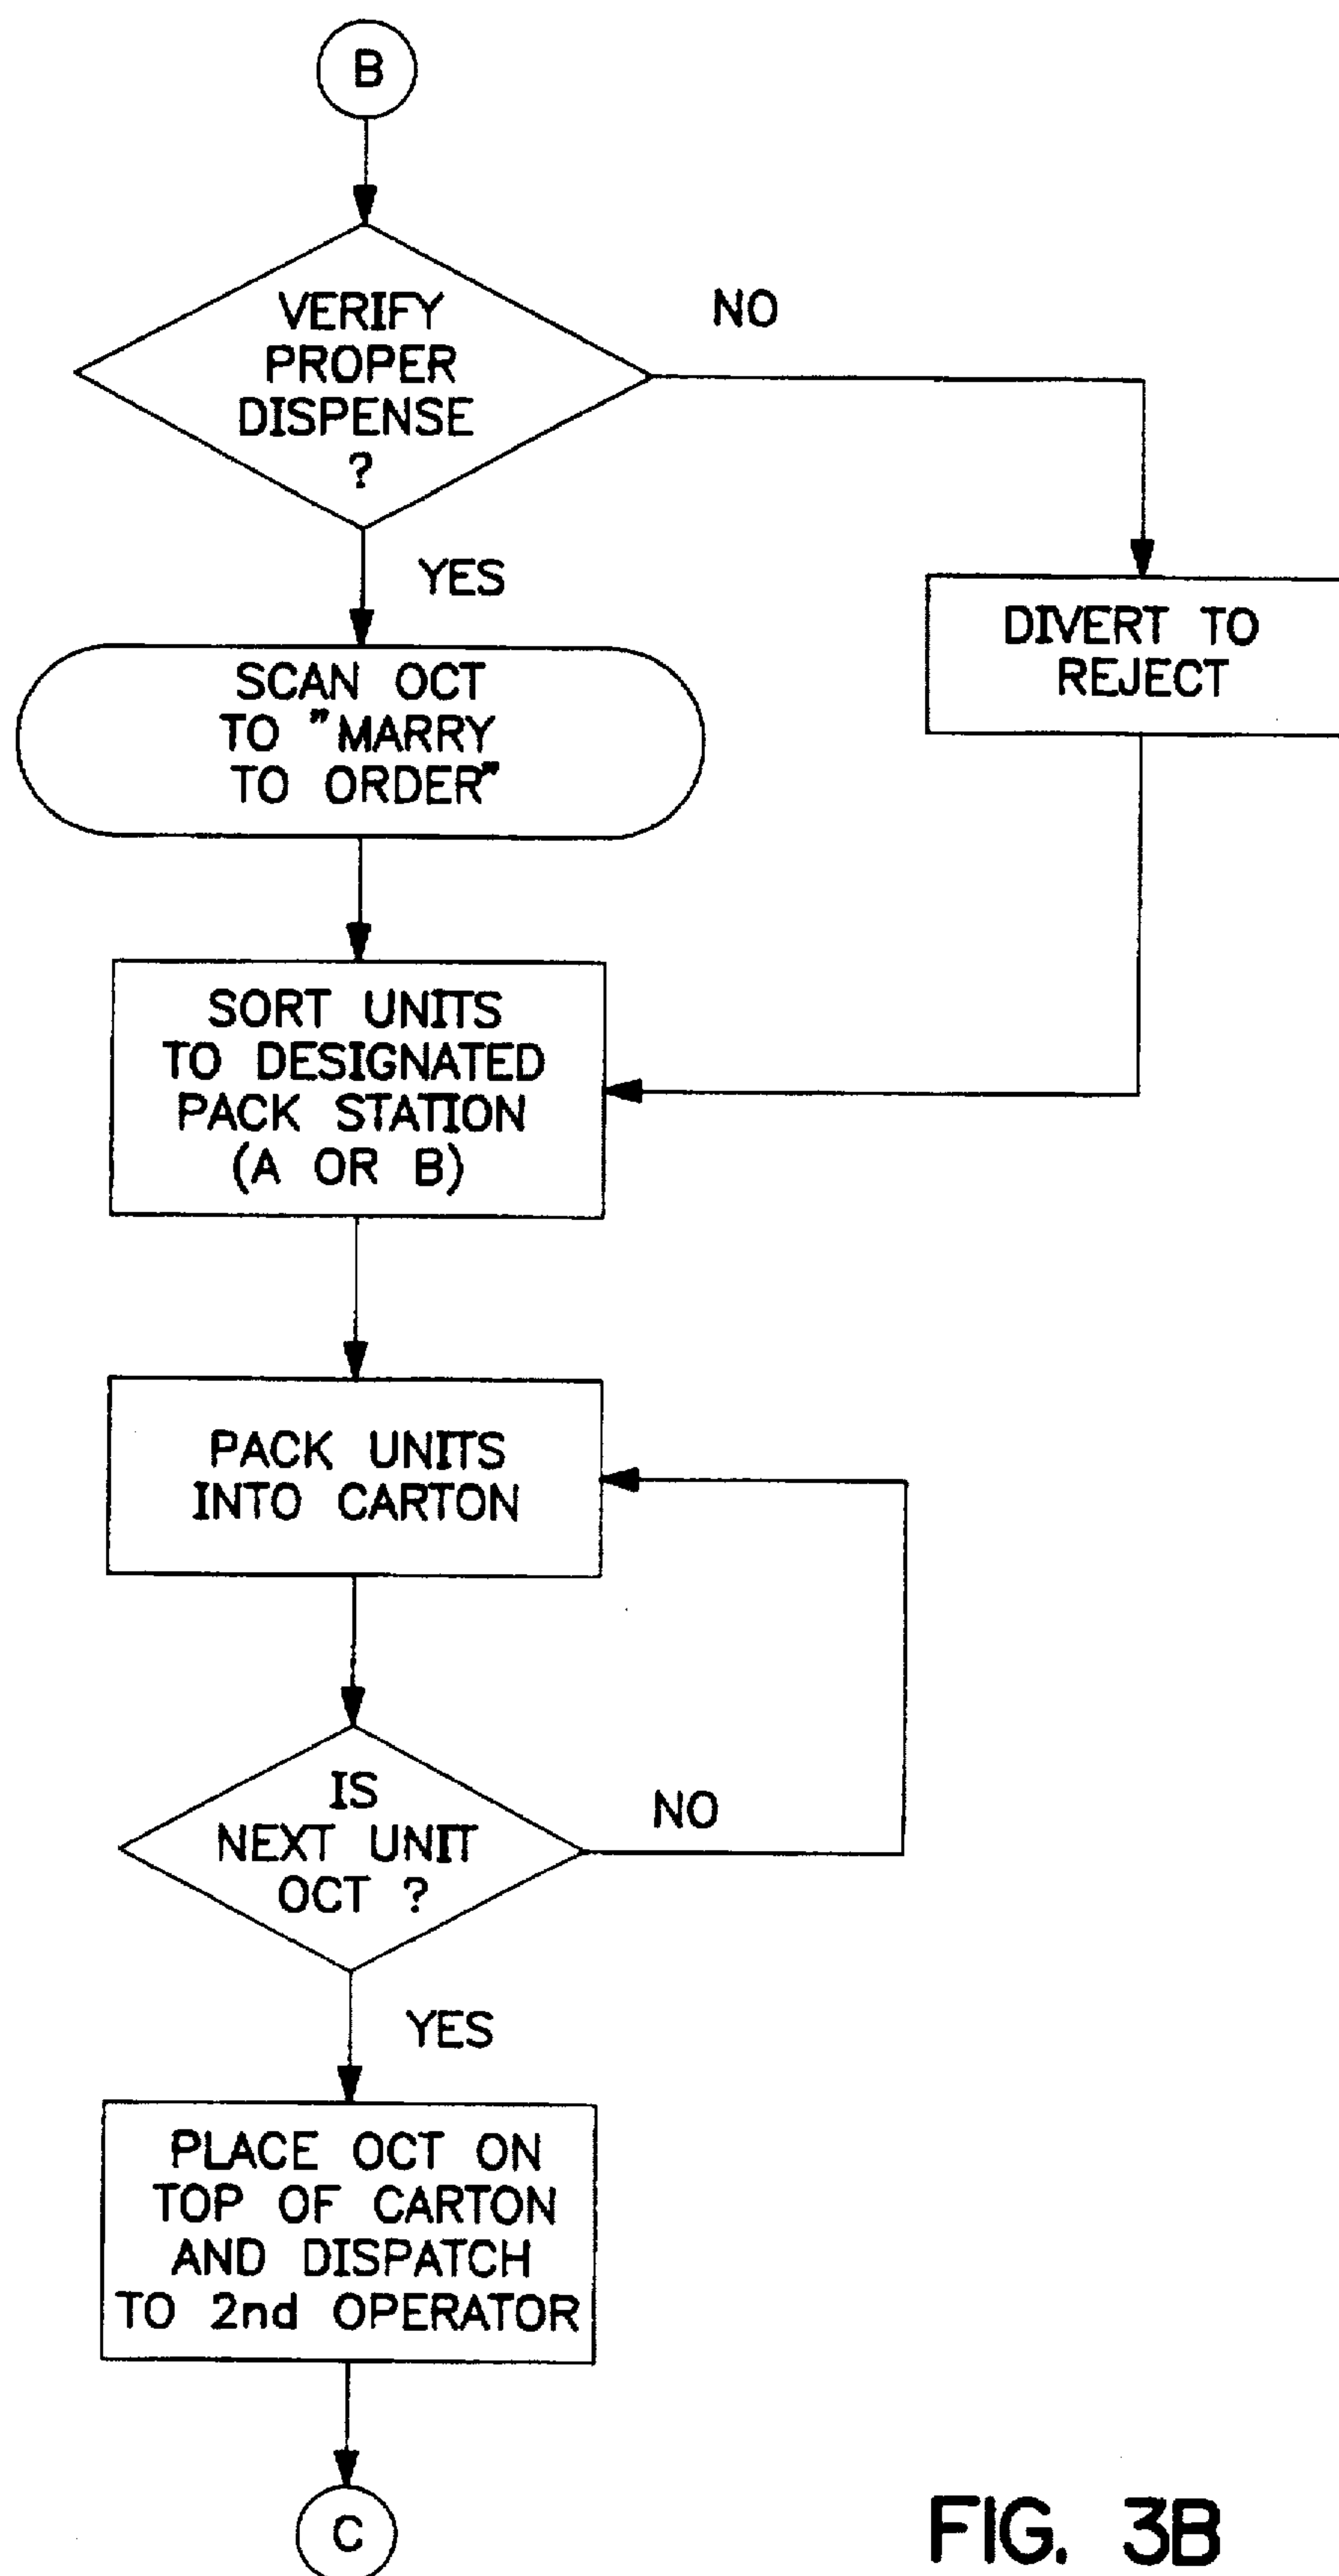 B
VERIFY
PROPER
DISPENSE
?
NO
YES
DIVERT TO
REJECT
SCAN OCT
TO "MARRY
TO ORDER"
SORT UNITS
TO DESIGNATED
PACK STATION
(A OR B)
PACK UNITS
INTO CARTON
IS
NEXT UNIT
OCT ?
NO
YES
PLACE OCT ON
TOP OF CARTON
AND DISPATCH
TO 2nd OPERATOR
C
FIG. 3B